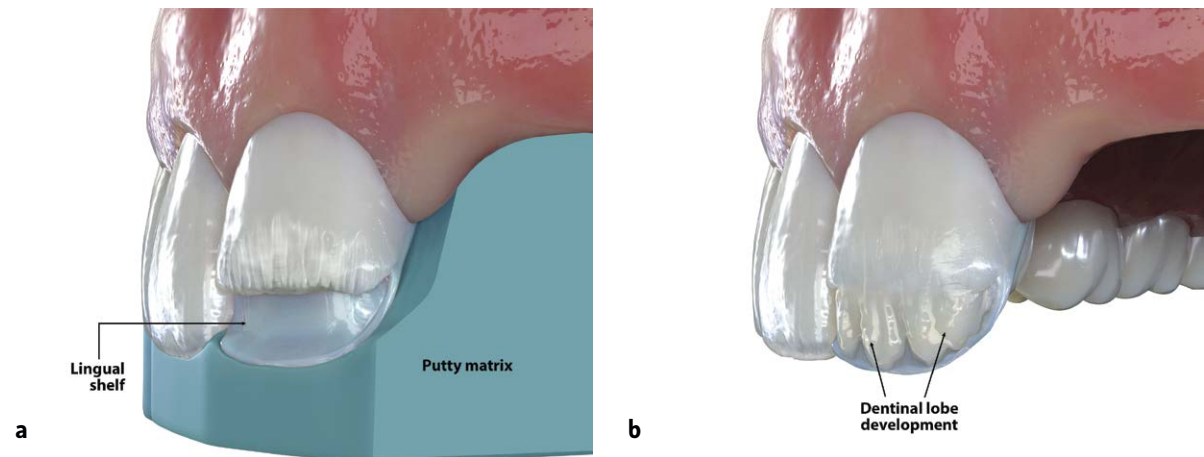 Lingual
shelf
Putty matrix
a
Dentinal lobe
development
b